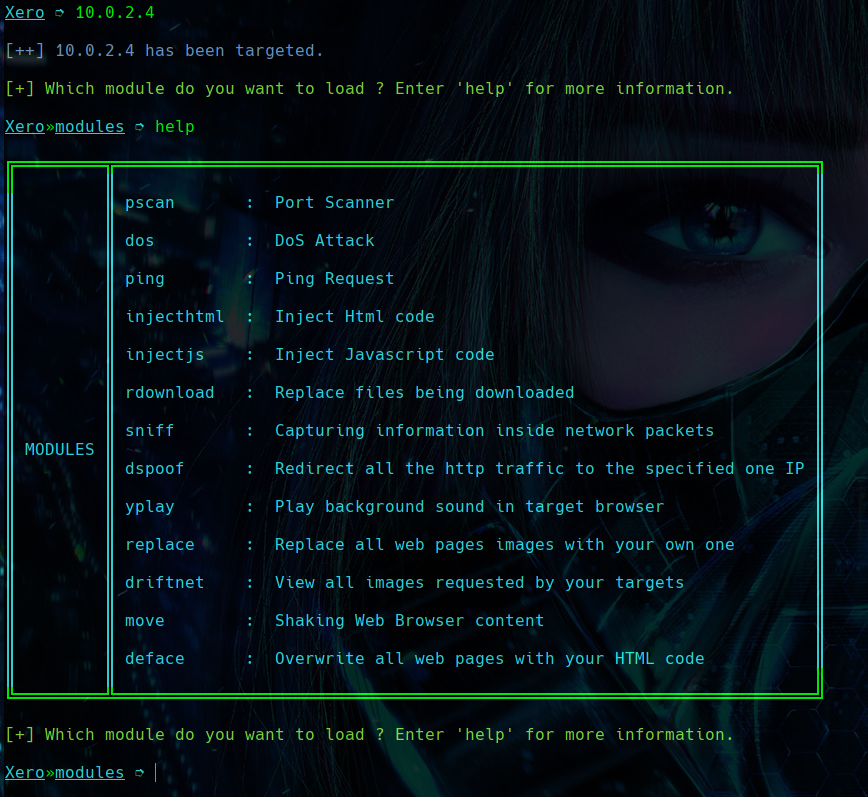 Xero ➮ 10.0.2.4
[++] 10.0.2.4 has been targeted.
[+] Which module do you want to load ? Enter 'help' for more information.
Xero»modules ➮ help
pscan : Port Scanner
dos : DoS Attack
ping : Ping Request
injecthtml : Inject Html code
injectjs : Inject Javascript code
rdownload : Replace files being downloaded
sniff : Capturing information inside network packets
MODULES
dspoof : Redirect all the http traffic to the specified one IP
yplay : Play background sound in target browser
replace : Replace all web pages images with your own one
driftnet : View all images requested by your targets
move : Shaking Web Browser content
deface : Overwrite all web pages with your HTML code
[+] Which module do you want to load ? Enter 'help' for more information.
Xero»modules ➮